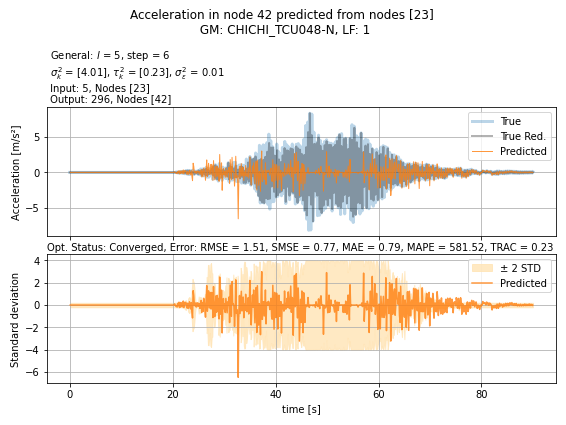 Acceleration in node 42 predicted from nodes [23]
GM: CHICHI_TCU048-N, LF: 1
General: l = 5, step = 6
σ²ₖ = [4.01], τ²ₖ = [0.23], σ²ₑ = 0.01
Input: 5, Nodes [23]
Output: 296, Nodes [42]
Acceleration [m/s²]
5
0
−5
True
True Red.
Predicted
Opt. Status: Converged, Error: RMSE = 1.51, SMSE = 0.77, MAE = 0.79, MAPE = 581.52, TRAC = 0.23
Standard deviation
4
2
0
−2
−4
−6
± 2 STD
Predicted
0 20 40 60 80
time [s]